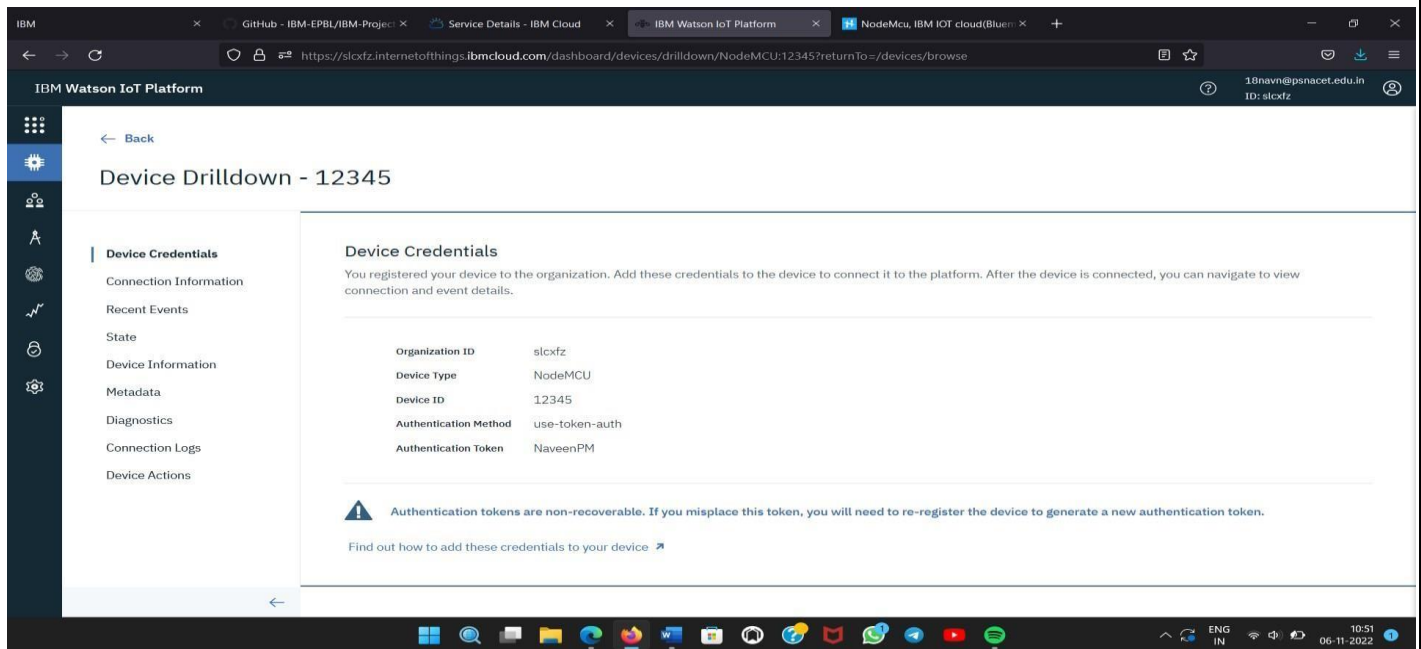 IBM
GitHub - IBM-EPBL/IBM-Project
Service Details - IBM Cloud
IBM Watson IoT Platform
NodeMcu, IBM IOT cloud(Bluem
https://slcxfz.internetofthings.ibmcloud.com/dashboard/devices/drilldown/NodeMCU:12345?returnTo=/devices/browse
IBM Watson IoT Platform
18navn@psnacet.edu.in
ID: slcxfz
Back
Device Drilldown - 12345
Device Credentials
Connection Information
Recent Events
State
Device Information
Metadata
Diagnostics
Connection Logs
Device Actions
Device Credentials
You registered your device to the organization. Add these credentials to the device to connect it to the platform. After the device is connected, you can navigate to view
connection and event details.
Organization ID slcxfz
Device Type NodeMCU
Device ID 12345
Authentication Method use-token-auth
Authentication Token NaveenPM
Authentication tokens are non-recoverable. If you misplace this token, you will need to re-register the device to generate a new authentication token.
Find out how to add these credentials to your device
ENG
IN
10:51
06-11-2022
1